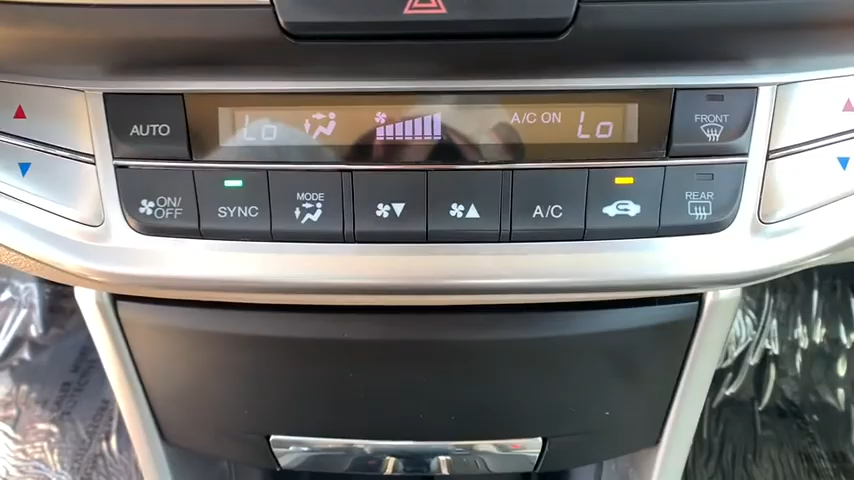 Lo A/C ON Lo
AUTO
FRONT
ON/
OFF
SYNC
MODE
A/C
REAR